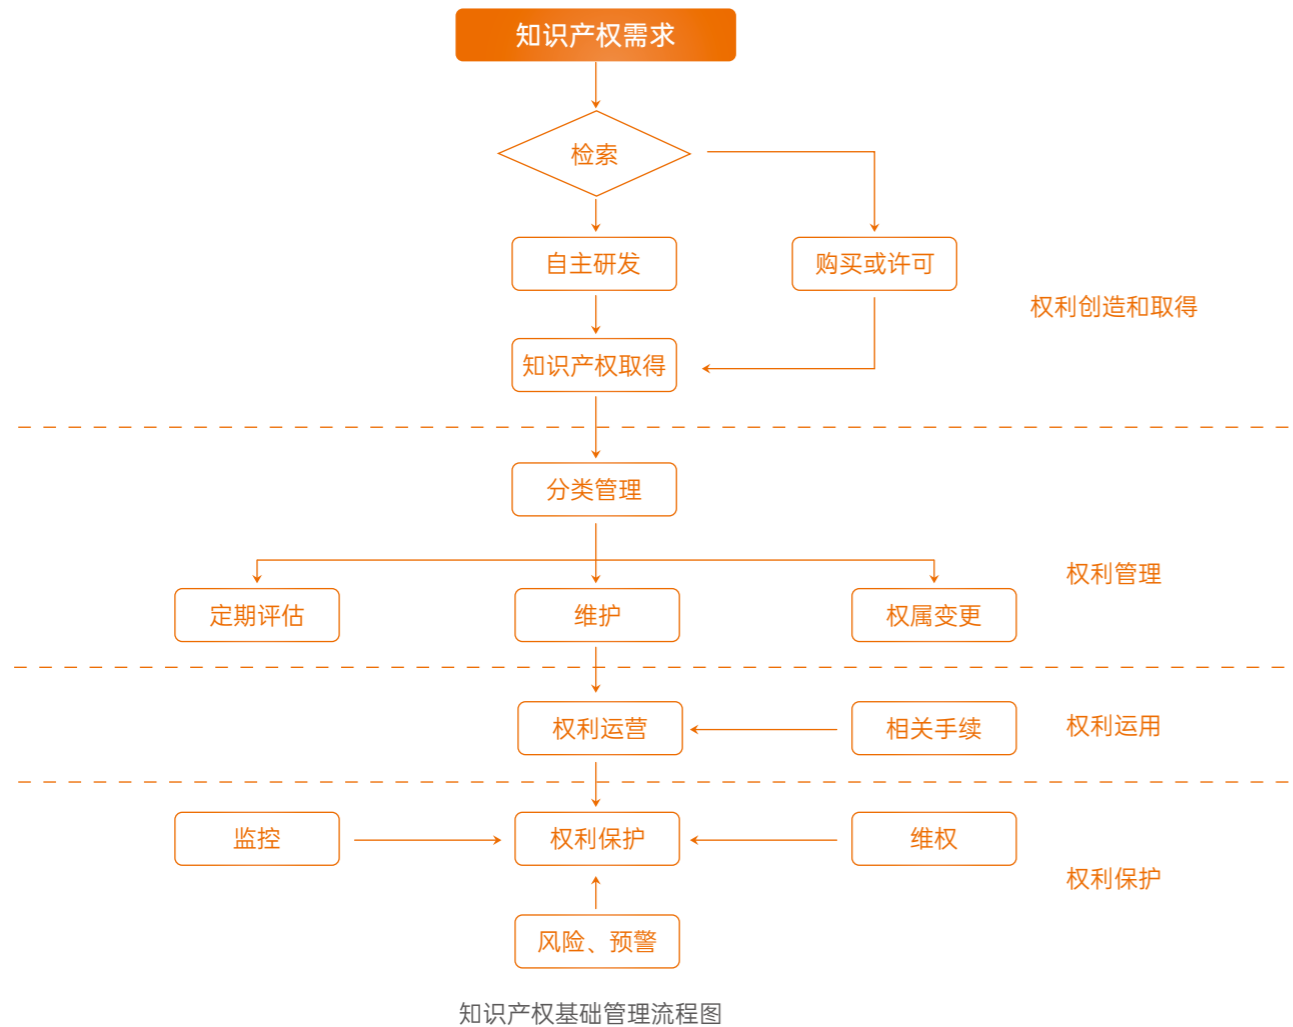 知识产权需求
检索
自主研发
购买或许可
权利创造和取得
知识产权取得
分类管理
权利管理
定期评估
维护
权属变更
权利运营
相关手续
权利运用
监控
权利保护
维权
权利保护
风险、预警
知识产权基础管理流程图